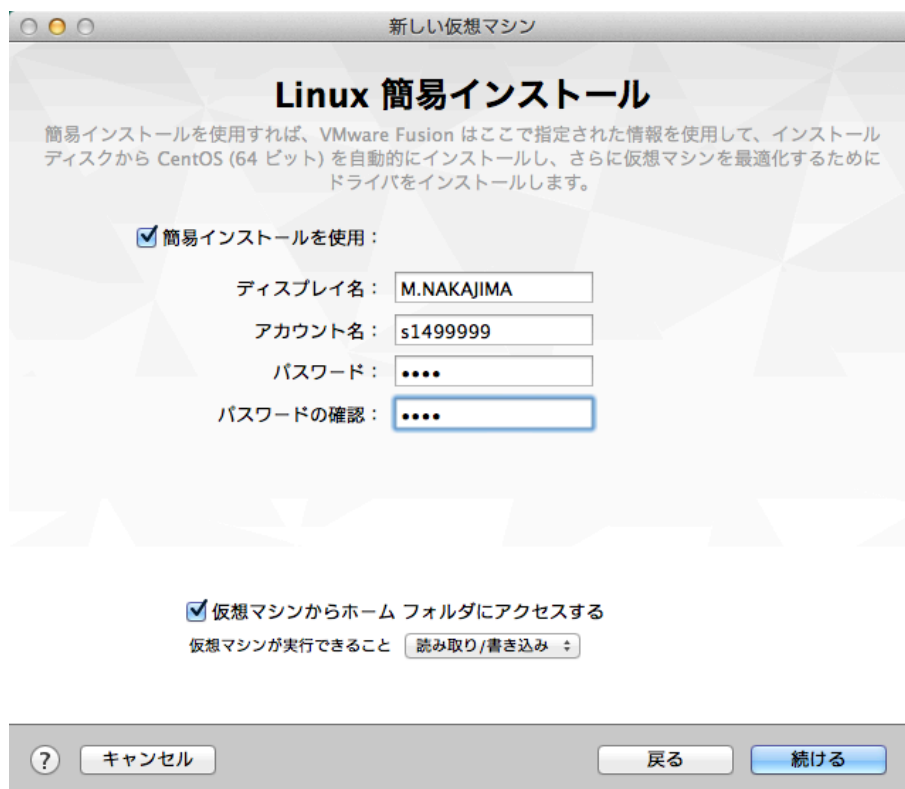 新しい仮想マシン
Linux 簡易インストール
簡易インストールを使用すれば、VMware Fusion はここで指定された情報を使用して、インストール
ディスクから CentOS (64 ビット) を自動的にインストールし、さらに仮想マシンを最適化するために
ドライバをインストールします。
簡易インストールを使用：
ディスプレイ名： M.NAKAJIMA
アカウント名： s1499999
パスワード： ••••
パスワードの確認： ••••
仮想マシンからホーム フォルダにアクセスする
仮想マシンが実行できること 読み取り/書き込み
? キャンセル 戻る 続ける